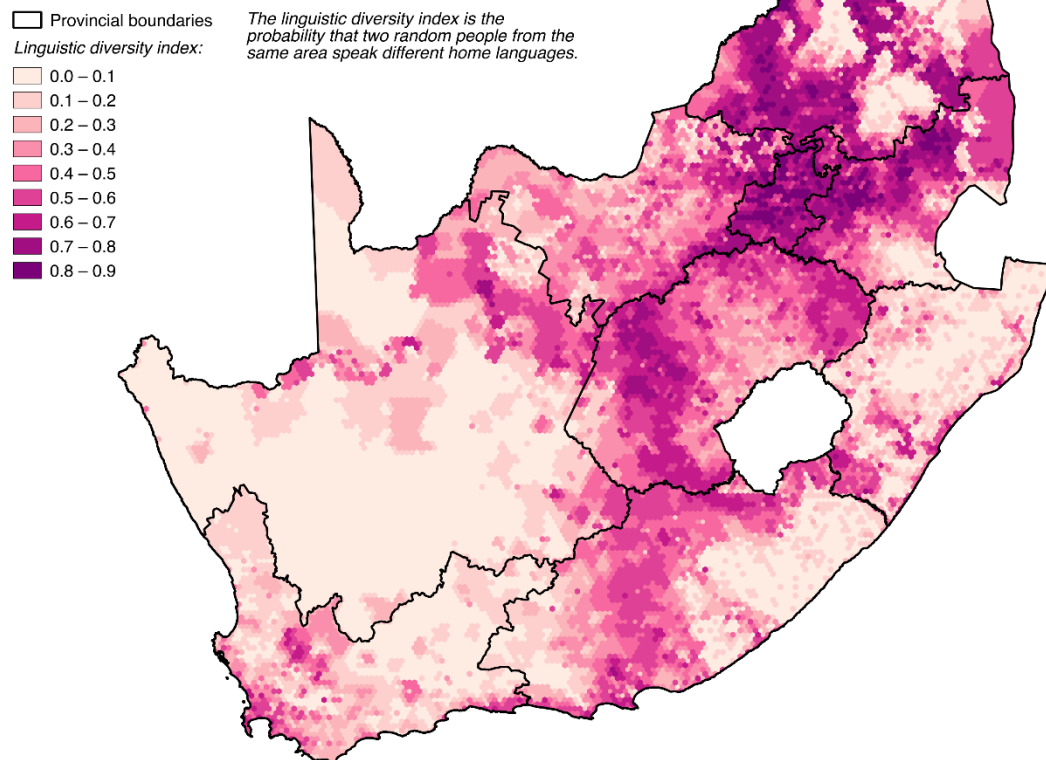 Provincial boundaries
Linguistic diversity index:
0.0 – 0.1
0.1 – 0.2
0.2 – 0.3
0.3 – 0.4
0.4 – 0.5
0.5 – 0.6
0.6 – 0.7
0.7 – 0.8
0.8 – 0.9
The linguistic diversity index is the
probability that two random people from the
same area speak different home languages.